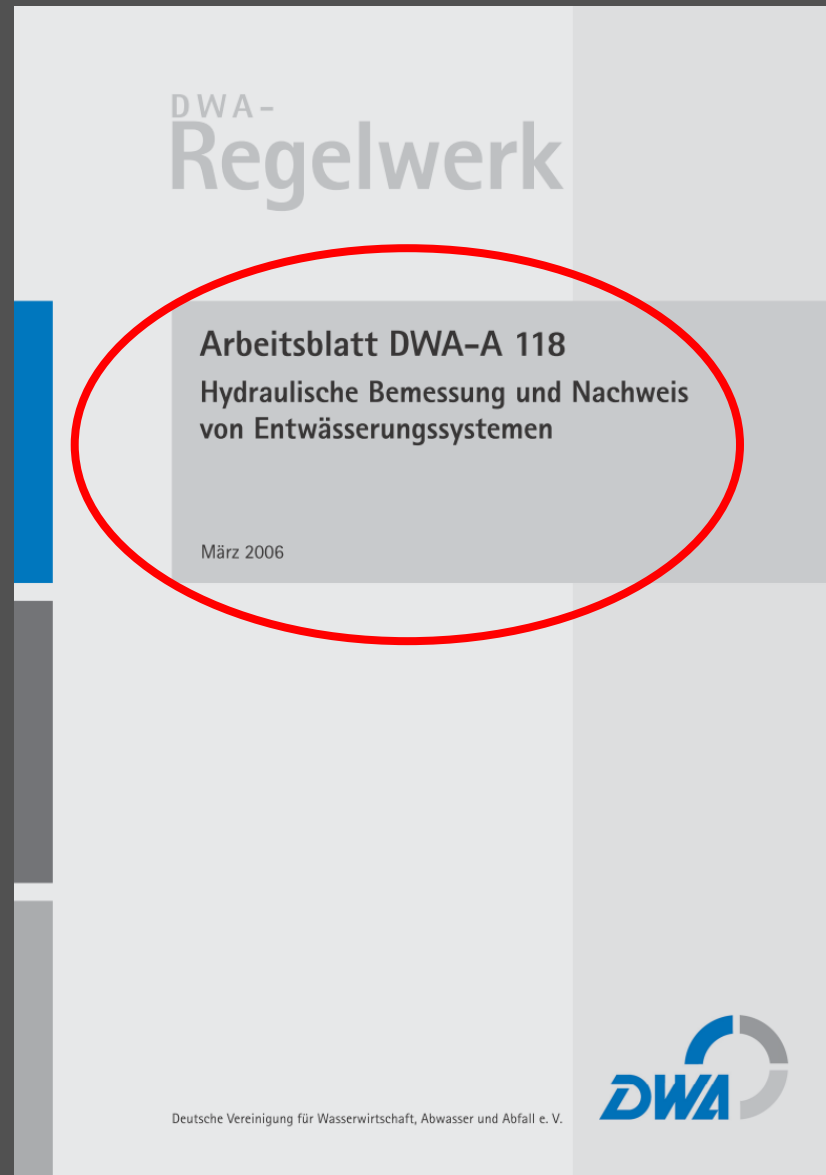 DWA-
Regelwerk
Arbeitsblatt DWA-A 118
Hydraulische Bemessung und Nachweis
von Entwässerungssystemen
März 2006
Deutsche Vereinigung für Wasserwirtschaft, Abwasser und Abfall e. V.
DWA